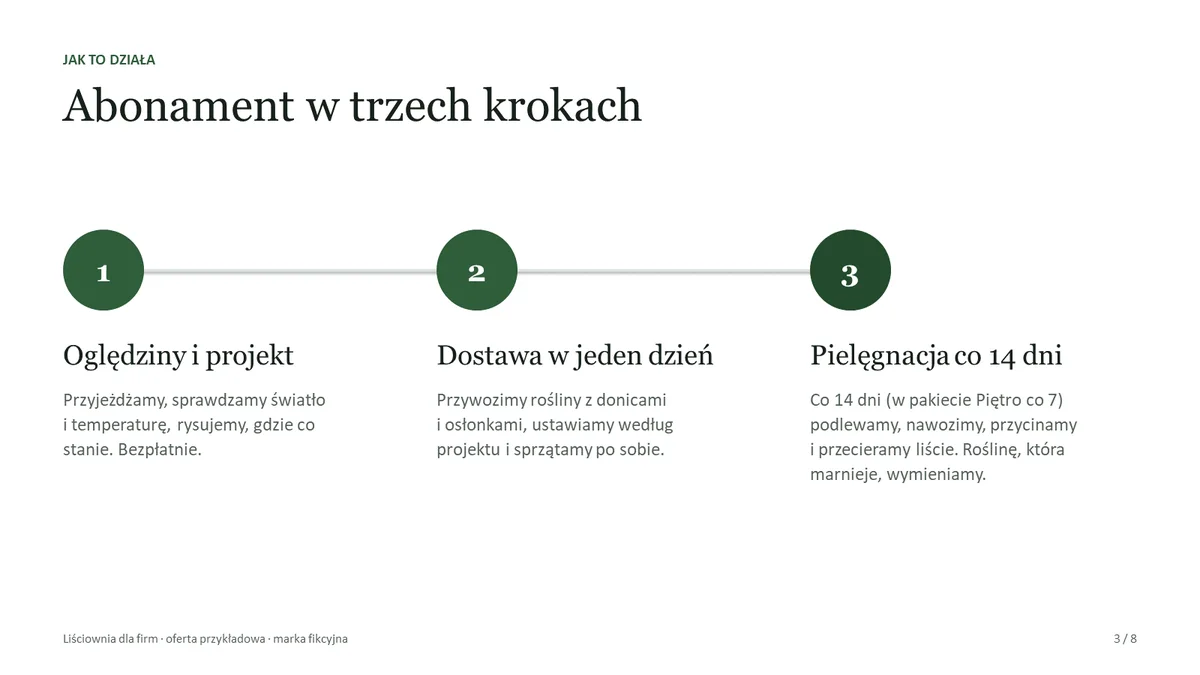 JAK TO DZIAŁA
Abonament w trzech krokach
1
2
3
Oględziny i projekt
Przyjeżdżamy, sprawdzamy światło
i temperaturę, rysujemy, gdzie co
stanie. Bezpłatnie.
Dostawa w jeden dzień
Przywozimy rośliny z donicami
i osłonkami, ustawiamy według
projektu i sprzątamy po sobie.
Pielęgnacja co 14 dni
Co 14 dni (w pakiecie Piętro co 7)
podlewamy, nawozimy, przycinamy
i przecieramy liście. Roślinę, która
marnieje, wymieniamy.
Liściownia dla firm · oferta przykładowa · marka fikcyjna
3 / 8